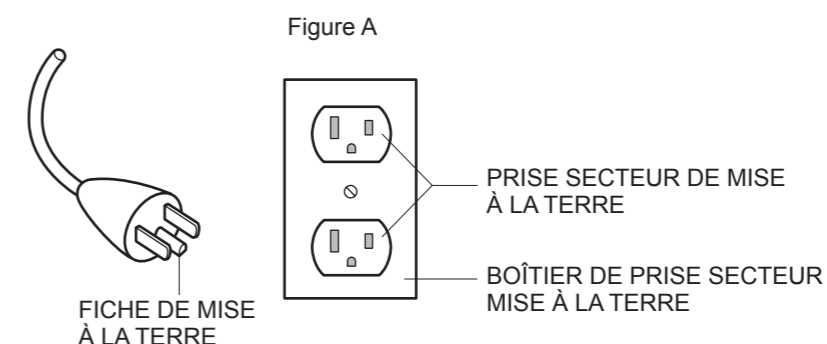 Figure A
PRISE SECTEUR DE MISE
À LA TERRE
BOÎTIER DE PRISE SECTEUR
MISE À LA TERRE
FICHE DE MISE
À LA TERRE